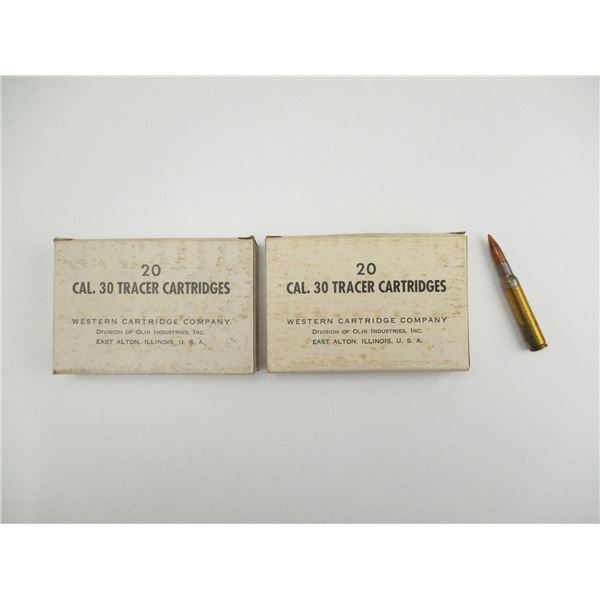 20
CAL. 30 TRACER CARTRIDGES
WESTERN CARTRIDGE COMPANY
DIVISION OF OLIN INDUSTRIES, INC.
EAST ALTON, ILLINOIS, U. S. A.
20
CAL. 30 TRACER CARTRIDGES
WESTERN CARTRIDGE COMPANY
DIVISION OF OLIN INDUSTRIES, INC.
EAST ALTON, ILLINOIS, U. S. A.